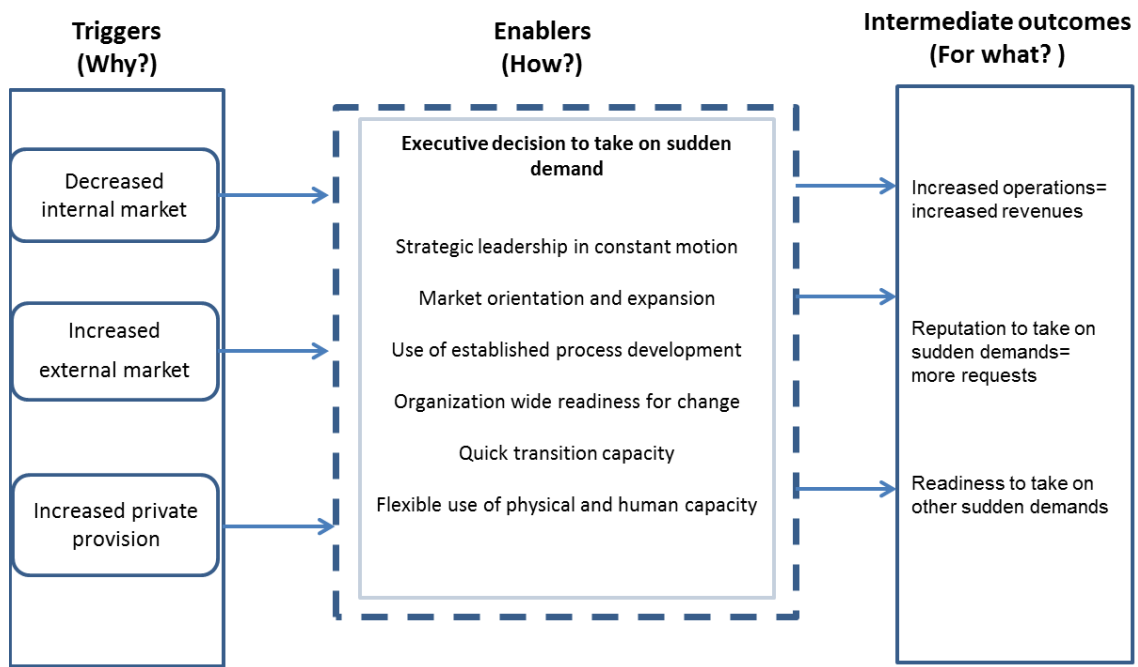 Triggers
(Why?)
Decreased
internal market
Increased
external market
Increased private
provision
Enablers
(How?)
Executive decision to take on sudden
demand
Strategic leadership in constant motion
Market orientation and expansion
Use of established process development
Organization wide readiness for change
Quick transition capacity
Flexible use of physical and human capacity
Intermediate outcomes
(For what? )
Increased operations=
increased revenues
Reputation to take on
sudden demands=
more requests
Readiness to take on
other sudden demands